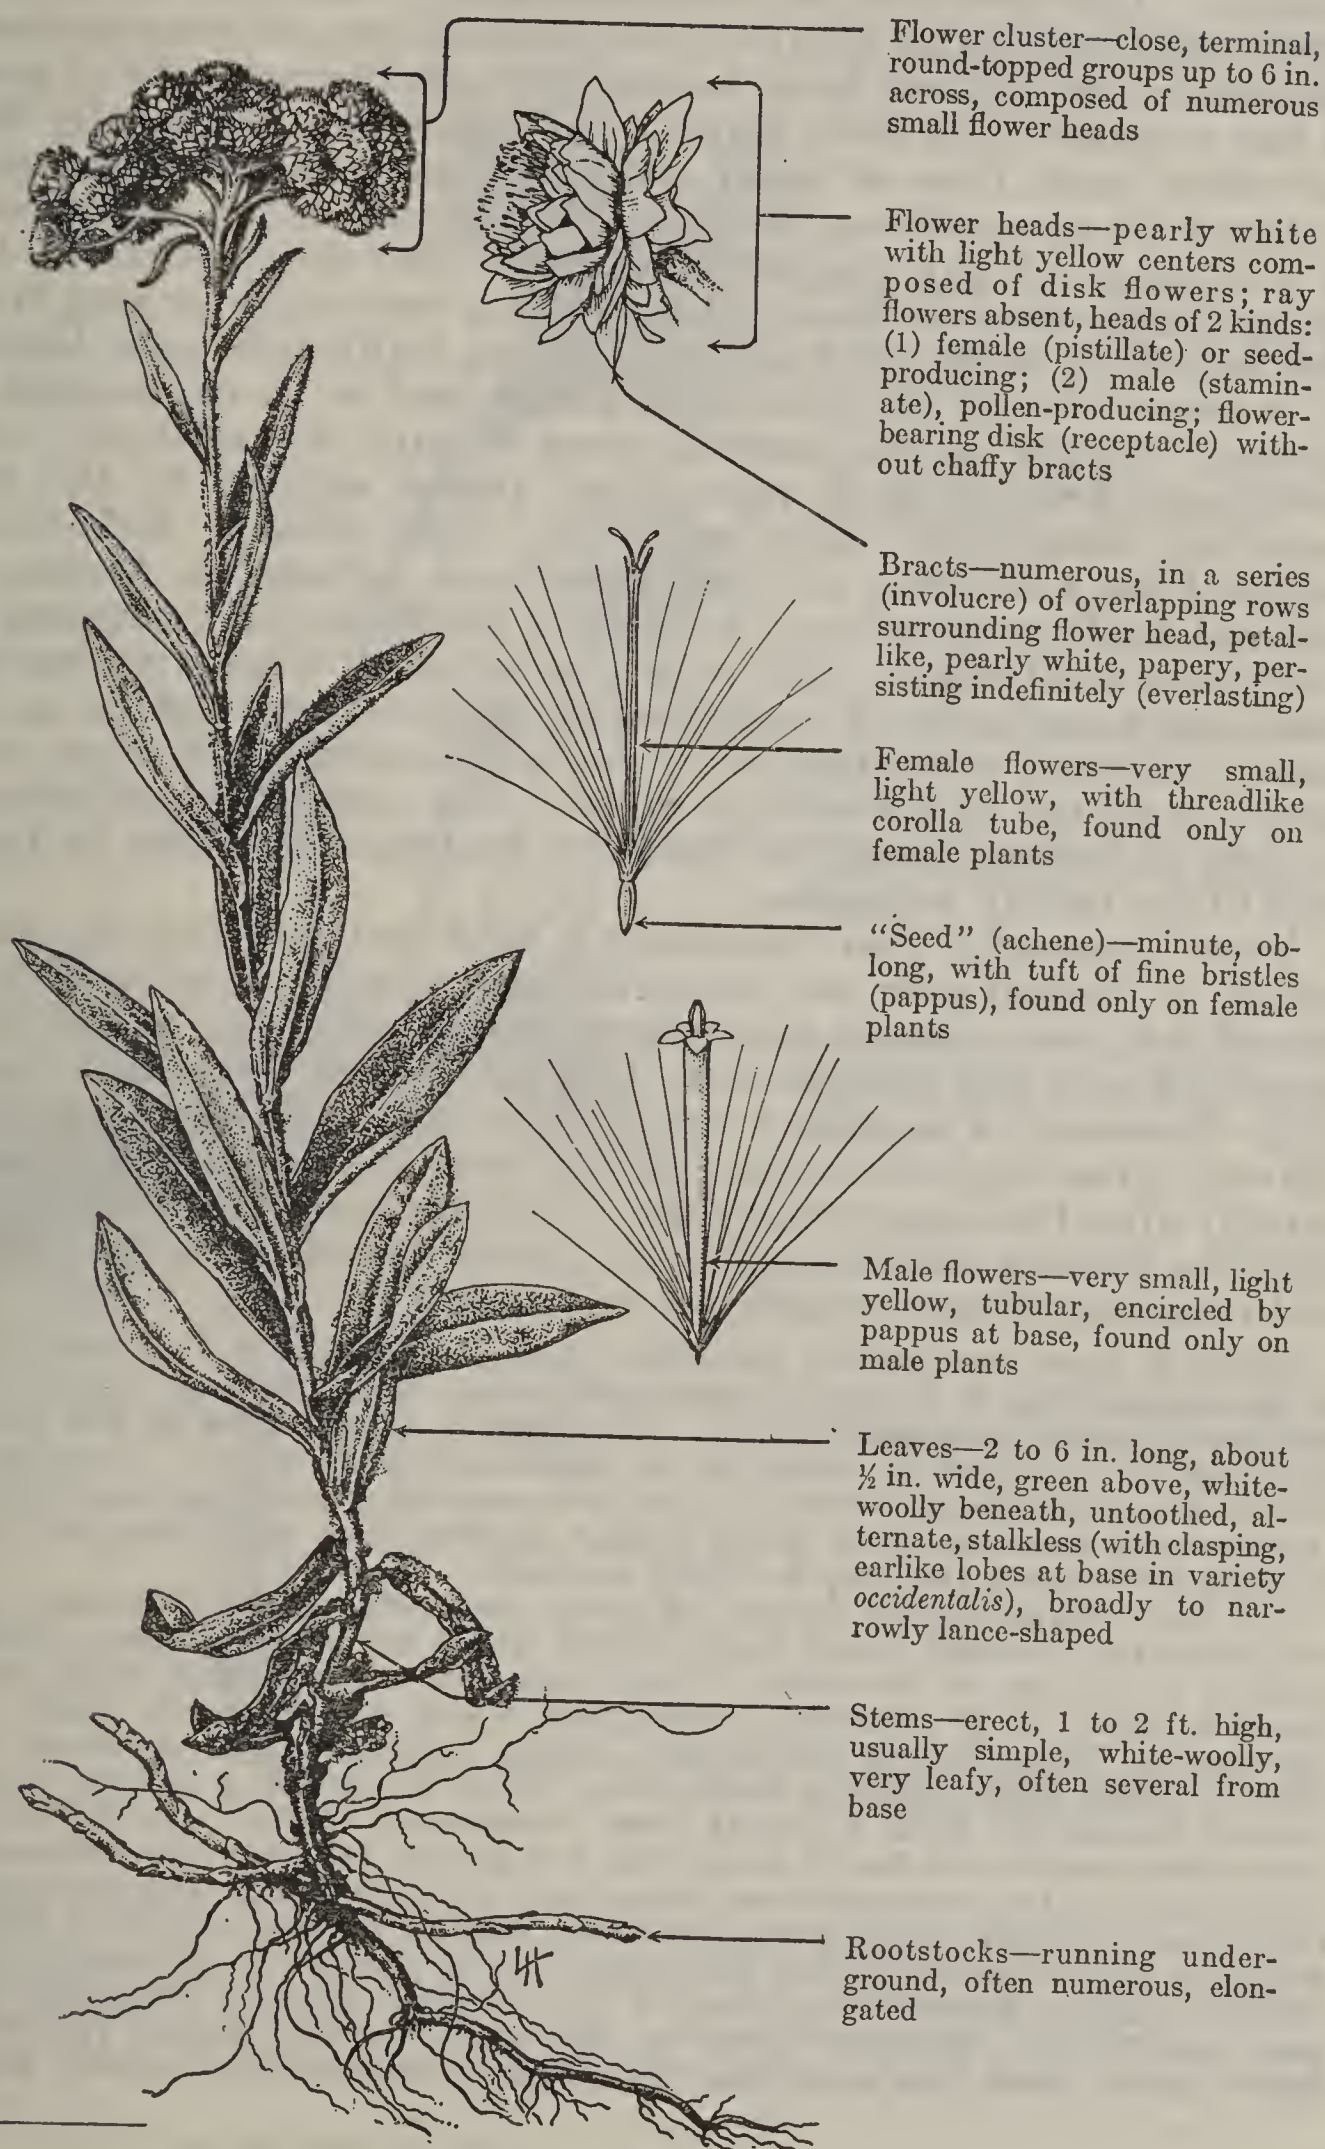 Flower cluster—close, terminal,
round-topped groups up to 6 in.
across, composed of numerous
small flower heads
Flower heads—pearly white
with light yellow centers com-
posed of disk flowers; ray
flowers absent, heads of 2 kinds:
(1) female (pistillate) or seed-
producing; (2) male (stamin-
ate), pollen-producing; flower-
bearing disk (receptacle) with-
out chaffy bracts
Bracts—numerous, in a series
(involucre) of overlapping rows
surrounding flower head, petal-
like, pearly white, papery, per-
sisting indefinitely (everlasting)
Female flowers—very small,
light yellow, with threadlike
corolla tube, found only on
female plants
“Seed” (achene)—minute, ob-
long, with tuft of fine bristles
(pappus), found only on female
plants
Male flowers—very small, light
yellow, tubular, encircled by
pappus at base, found only on
male plants
Leaves—2 to 6 in. long, about
½ in. wide, green above, white-
woolly beneath, untoothed, al-
ternate, stalkless (with clasping,
earlike lobes at base in variety
occidentalis), broadly to nar-
rowly lance-shaped
Stems—erect, 1 to 2 ft. high,
usually simple, white-woolly,
very leafy, often several from
base
Rootstocks—running under-
ground, often numerous, elon-
gated